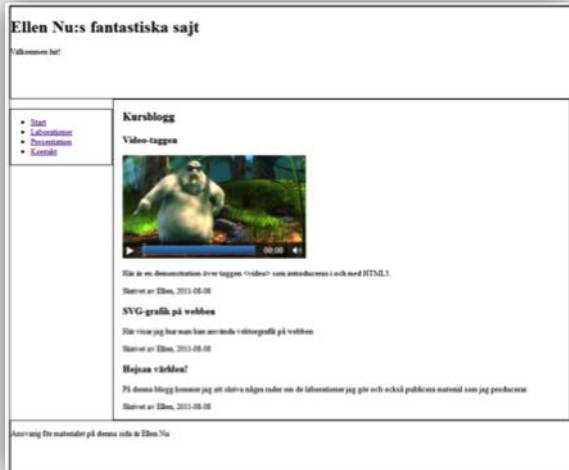 Ellen Nu:s fantastiska sajt
Välkommen hit!
Start
Laborationer
Presentation
Kontakt
Kursblogg
Video-taggen
00:00
Här är en demonstration över taggen <video> som introduceras i och med HTML5.
Skrivet av Ellen, 2011-08-08
SVG-grafik på webben
Här visar jag hur man kan använda vektorgrafik på webben
Skrivet av Ellen, 2011-08-08
Hejsan världen!
På denna blogg kommer jag att skriva några rader om de laborationer jag gör och också publicera material som jag producerar.
Skrivet av Ellen, 2011-08-08
Ansvarig för materialet på denna sida är Ellen Nu